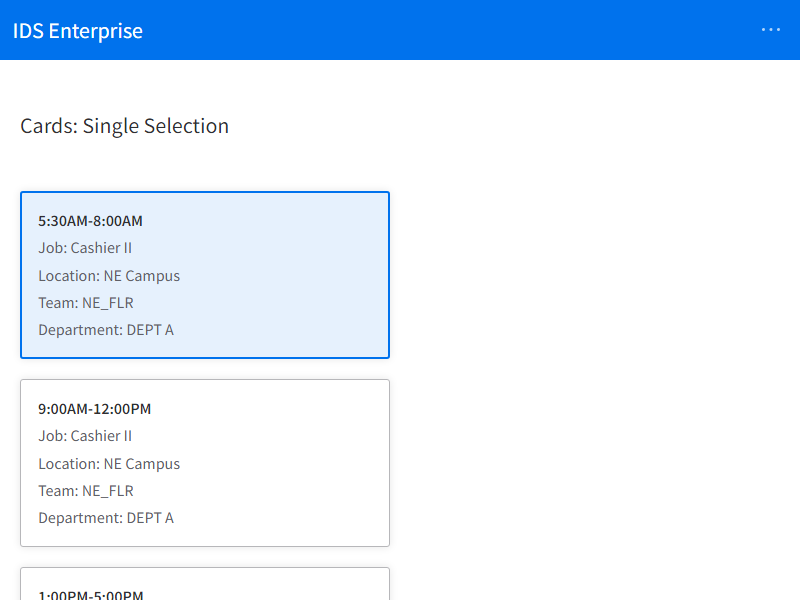 IDS Enterprise
Cards: Single Selection
5:30AM-8:00AM
Job: Cashier II
Location: NE Campus
Team: NE_FLR
Department: DEPT A
9:00AM-12:00PM
Job: Cashier II
Location: NE Campus
Team: NE_FLR
Department: DEPT A
1:00PM-5:00PM